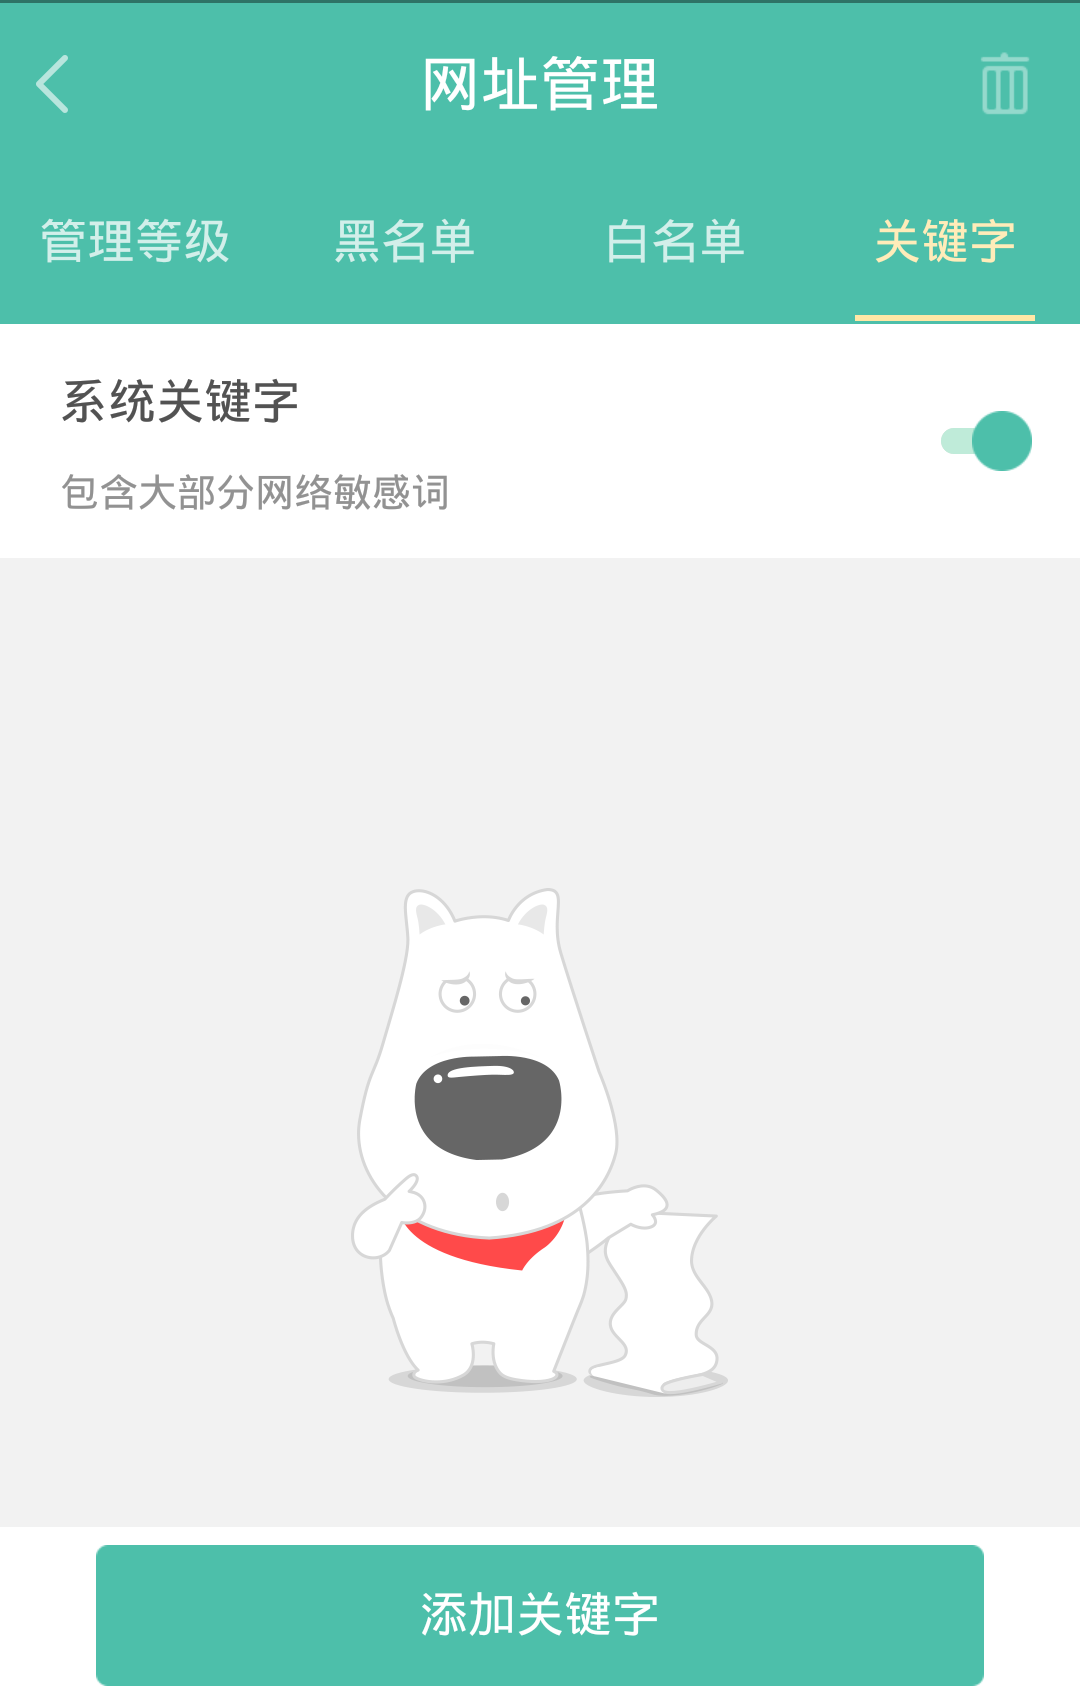 网址管理
管理等级 黑名单 白名单 关键字
系统关键字
包含大部分网络敏感词
添加关键字